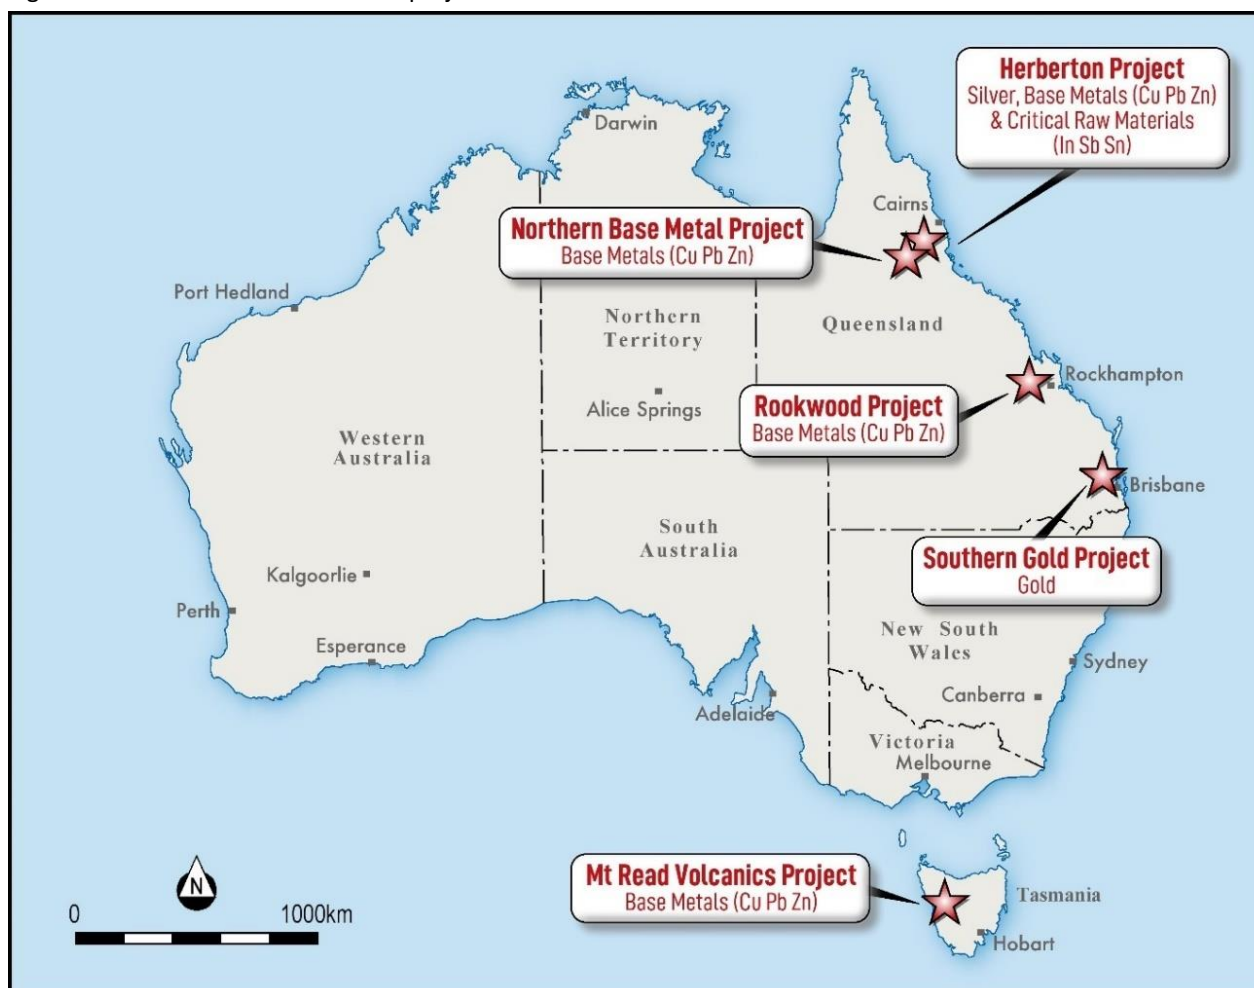 Herberton Project
Silver, Base Metals (Cu Pb Zn)
& Critical Raw Materials
(In Sb Sn)
Darwin
Cairns
Northern Base Metal Project
Base Metals (Cu Pb Zn)
Port Hedland
Northern
Territory
Queensland
Rockhampton
Alice Springs
Rookwood Project
Base Metals (Cu Pb Zn)
Western
Australia
Brisbane
South
Australia
Southern Gold Project
Gold
Kalgoorlie
Perth
Esperance
New South
Wales
Sydney
Canberra
Adelaide
Victoria
Melbourne
Mt Read Volcanics Project
Base Metals (Cu Pb Zn)
Tasmania
Hobart
N
0 1000km